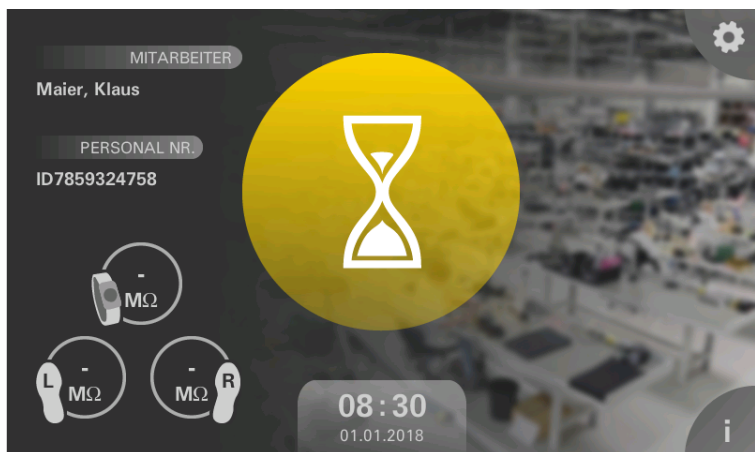 MITARBEITER
Maier, Klaus
PERSONAL NR.
ID7859324758
-
MΩ
L
-
MΩ
-
MΩ
R
08:30
01.01.2018
i